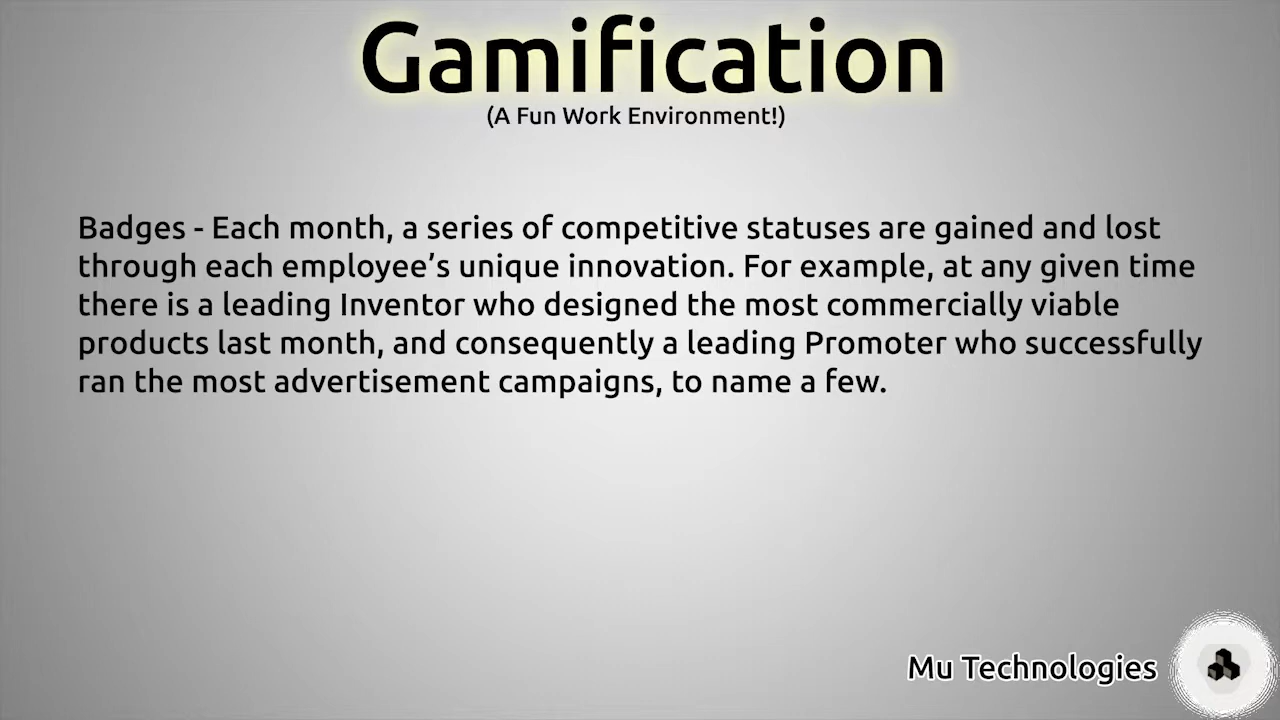 Gamification
(A Fun Work Environment!)
Badges - Each month, a series of competitive statuses are gained and lost
through each employee’s unique innovation. For example, at any given time
there is a leading Inventor who designed the most commercially viable
products last month, and consequently a leading Promoter who successfully
ran the most advertisement campaigns, to name a few.
Mu Technologies